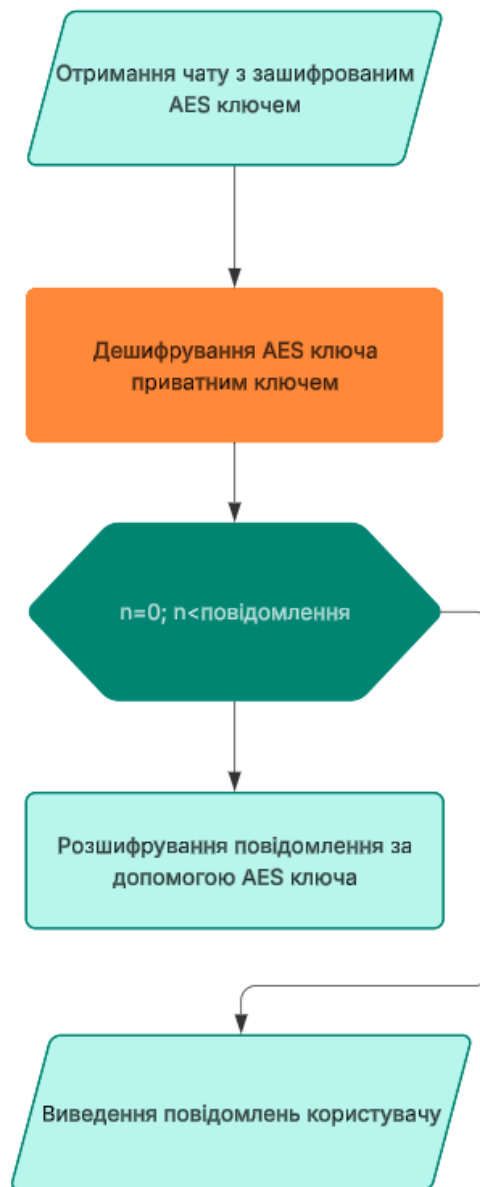 Отримання чату з зашифрованим
AES ключем
Дешифрування AES ключа
приватним ключем
n=0; n<повідомлення
Розшифрування повідомлення за
допомогою AES ключа
Виведення повідомлень користувачу